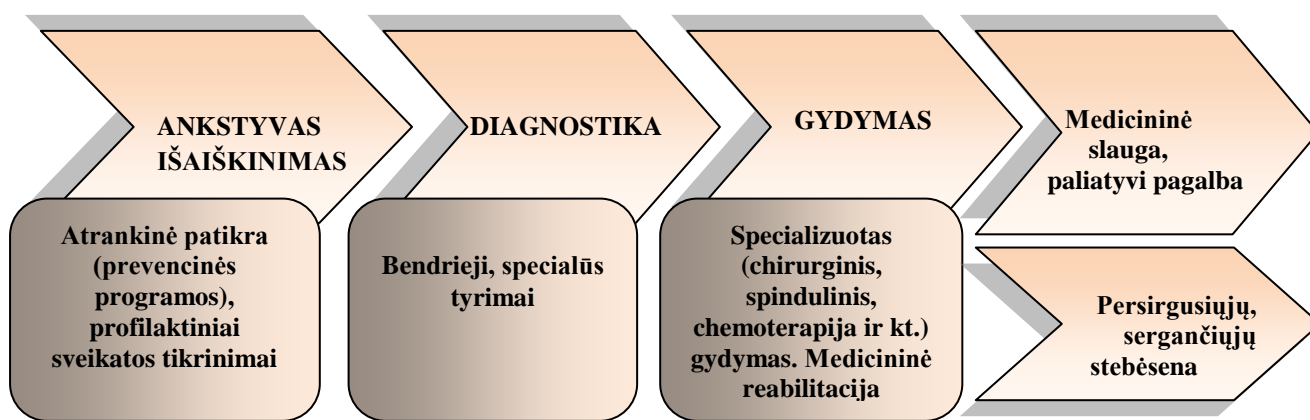 ANKSTYVAS
IŠAIŠKINIMAS
Atrankinė patikra
(prevencinės
programos),
profilaktiniai
sveikatos tikrinimai
DIAGNOSTIKA
Bendrieji, specialūs
tyrimai
GYDYMAS
Specializuotas
(chirurginis,
spindulinis,
chemoterapija ir kt.)
gydymas. Medicininė
reabilitacija
Medicininė
slauga,
paliatyvi pagalba
Persirgusiųjų,
sergančiųjų
stebėsena